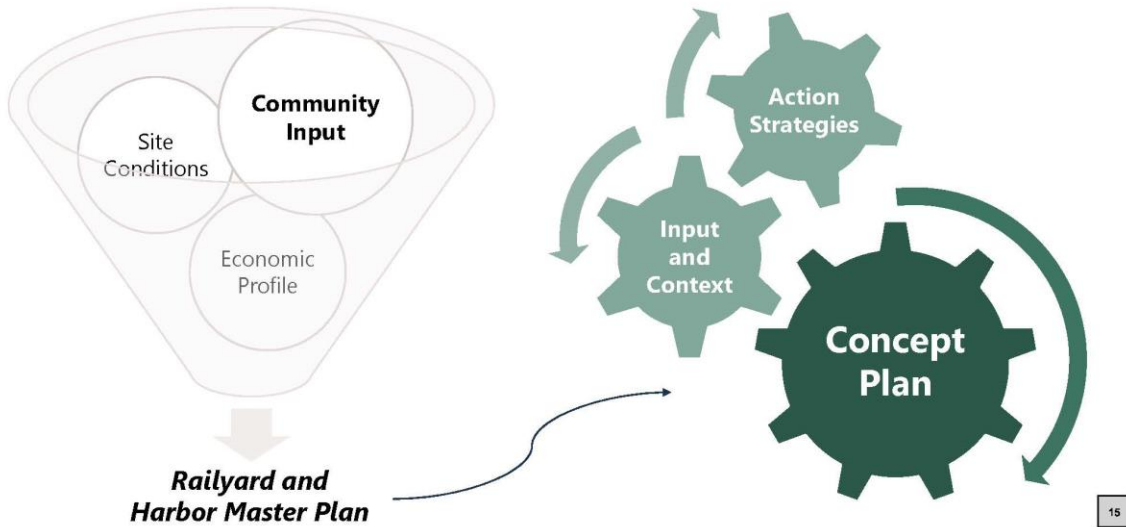 Community
Input
Site
Conditions
Economic
Profile
Railyard and
Harbor Master Plan
Action
Strategies
Input
and
Context
Concept
Plan
15